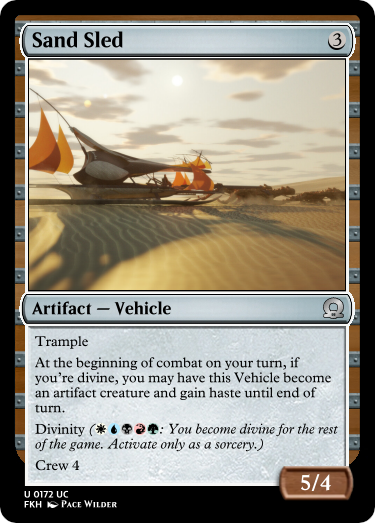 Sand Sled 3
Artifact — Vehicle
Trample
At the beginning of combat on your turn, if
you’re divine, you may have this Vehicle become
an artifact creature and gain haste until end of
turn.
Divinity (: You become divine for the rest
of the game. Activate only as a sorcery.)
Crew 4
5/4
U 0172 UC
FKH Pace Wilder